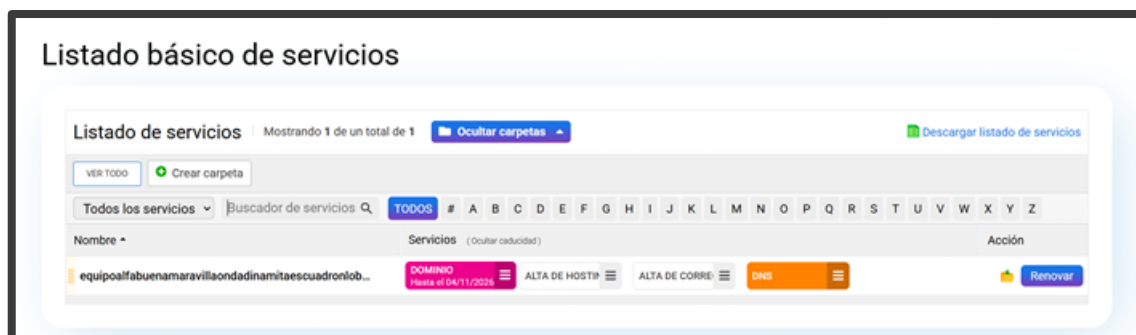 Listado básico de servicios
Listado de servicios Mostrando 1 de un total de 1 Ocultar carpetas Descargar listado de servicios
VER TODO Crear carpeta
Todos los servicios Buscador de servicios TODOS # A B C D E F G H I J K L M N O P Q R S T U V W X Y Z
Nombre Servicios (Ocultar caducidad) Acción
equipoalfabuenamaravillaondadinamitaescuadronlob... DOMINIO ALTA DE HOSTIN ALTA DE CORRE DNS Renovar
Hasta el 04/11/2026